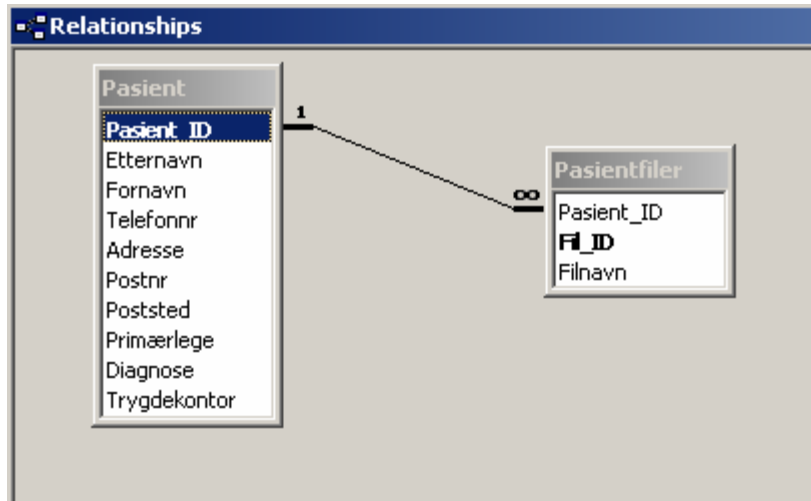 Relationships
Pasient
Pasient_ID
Etternavn
Fornavn
Telefonnr
Adresse
Postnr
Poststed
Primærlege
Diagnose
Trygdekontor
1
∞
Pasientfiler
Pasient_ID
Fil_ID
Filnavn